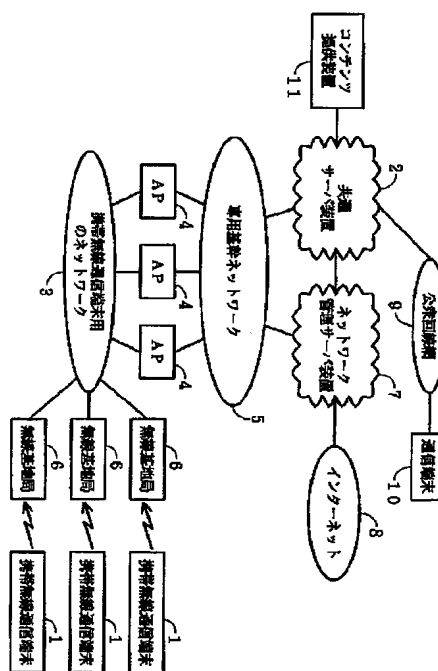 公衆回線網
9
通信端末
10
コンテンツ
提供装置
11
共通
サーバ装置
2
ネットワーク
管理サーバ装置
7
インターネット
8
専用基幹ネットワーク
5
AP
4
AP
4
AP
4
携帯無線通信端末用
のネットワーク
3
無線基地局
6
携帯無線通信端末
1
無線基地局
6
携帯無線通信端末
1
無線基地局
6
携帯無線通信端末
1